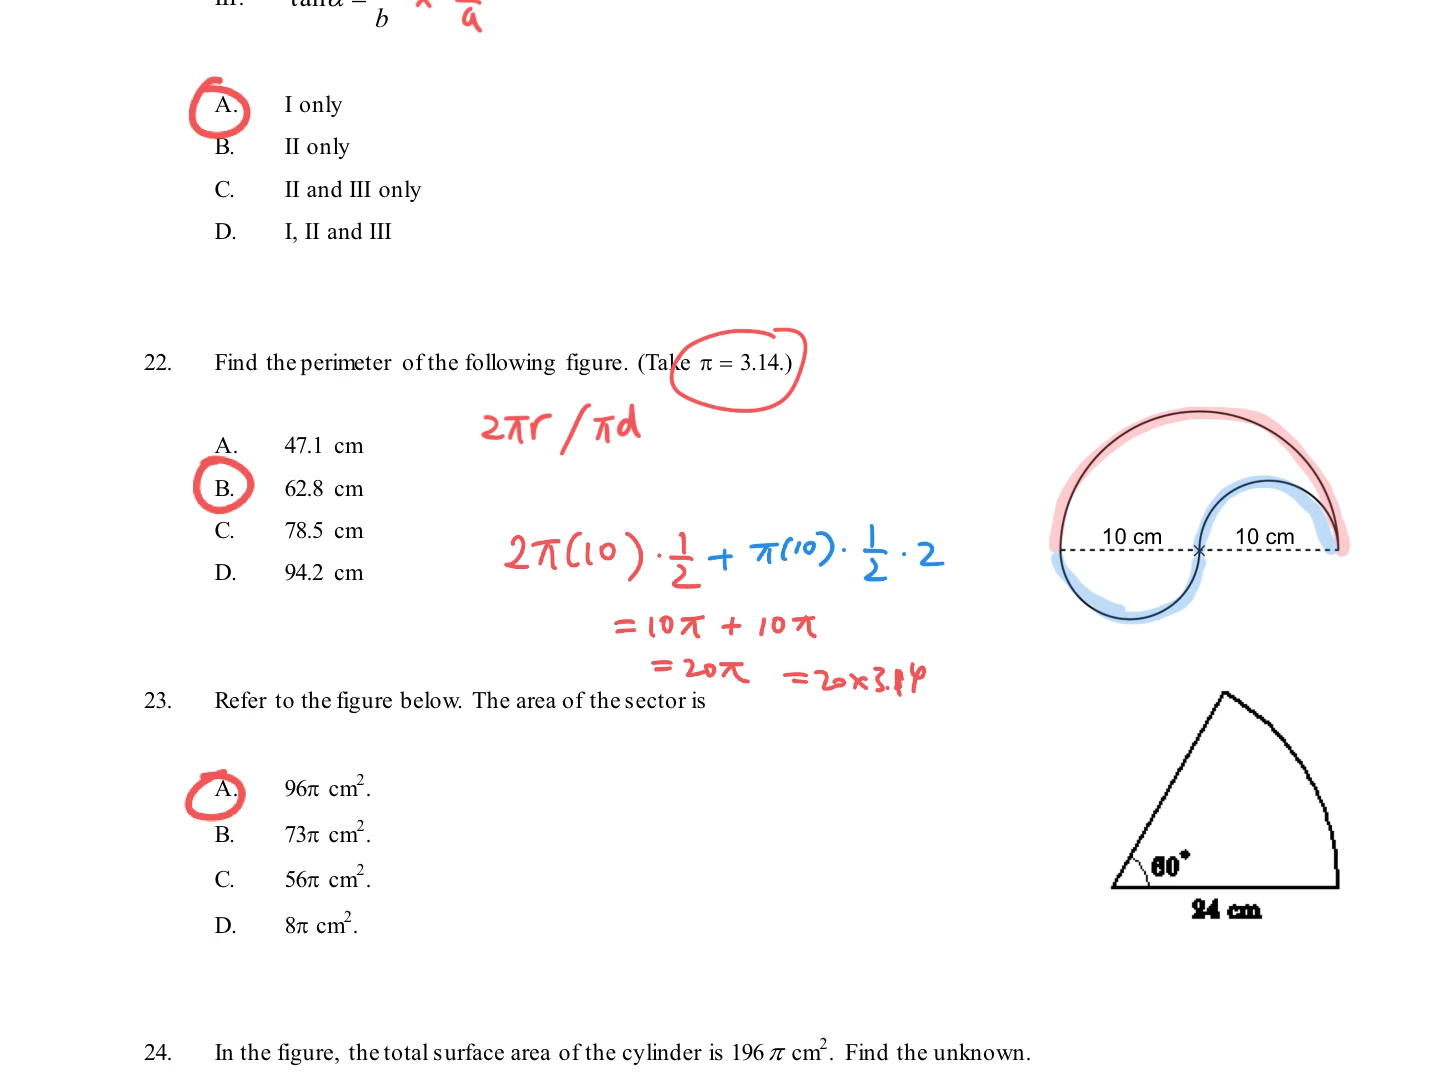 b a
A. I only
B. II only
C. II and III only
D. I, II and III
22. Find the perimeter of the following figure. (Take π = 3.14.)
2πr / πd
A. 47.1 cm
B. 62.8 cm
C. 78.5 cm
D. 94.2 cm
10 cm 10 cm
2π(10) · 1/2 + π(10) · 1/2 · 2
= 10π + 10π
= 20π = 20×3.14
23. Refer to the figure below. The area of the sector is
A. 96π cm².
B. 73π cm².
C. 56π cm².
D. 8π cm².
60°
24 cm
24. In the figure, the total surface area of the cylinder is 196 π cm². Find the unknown.